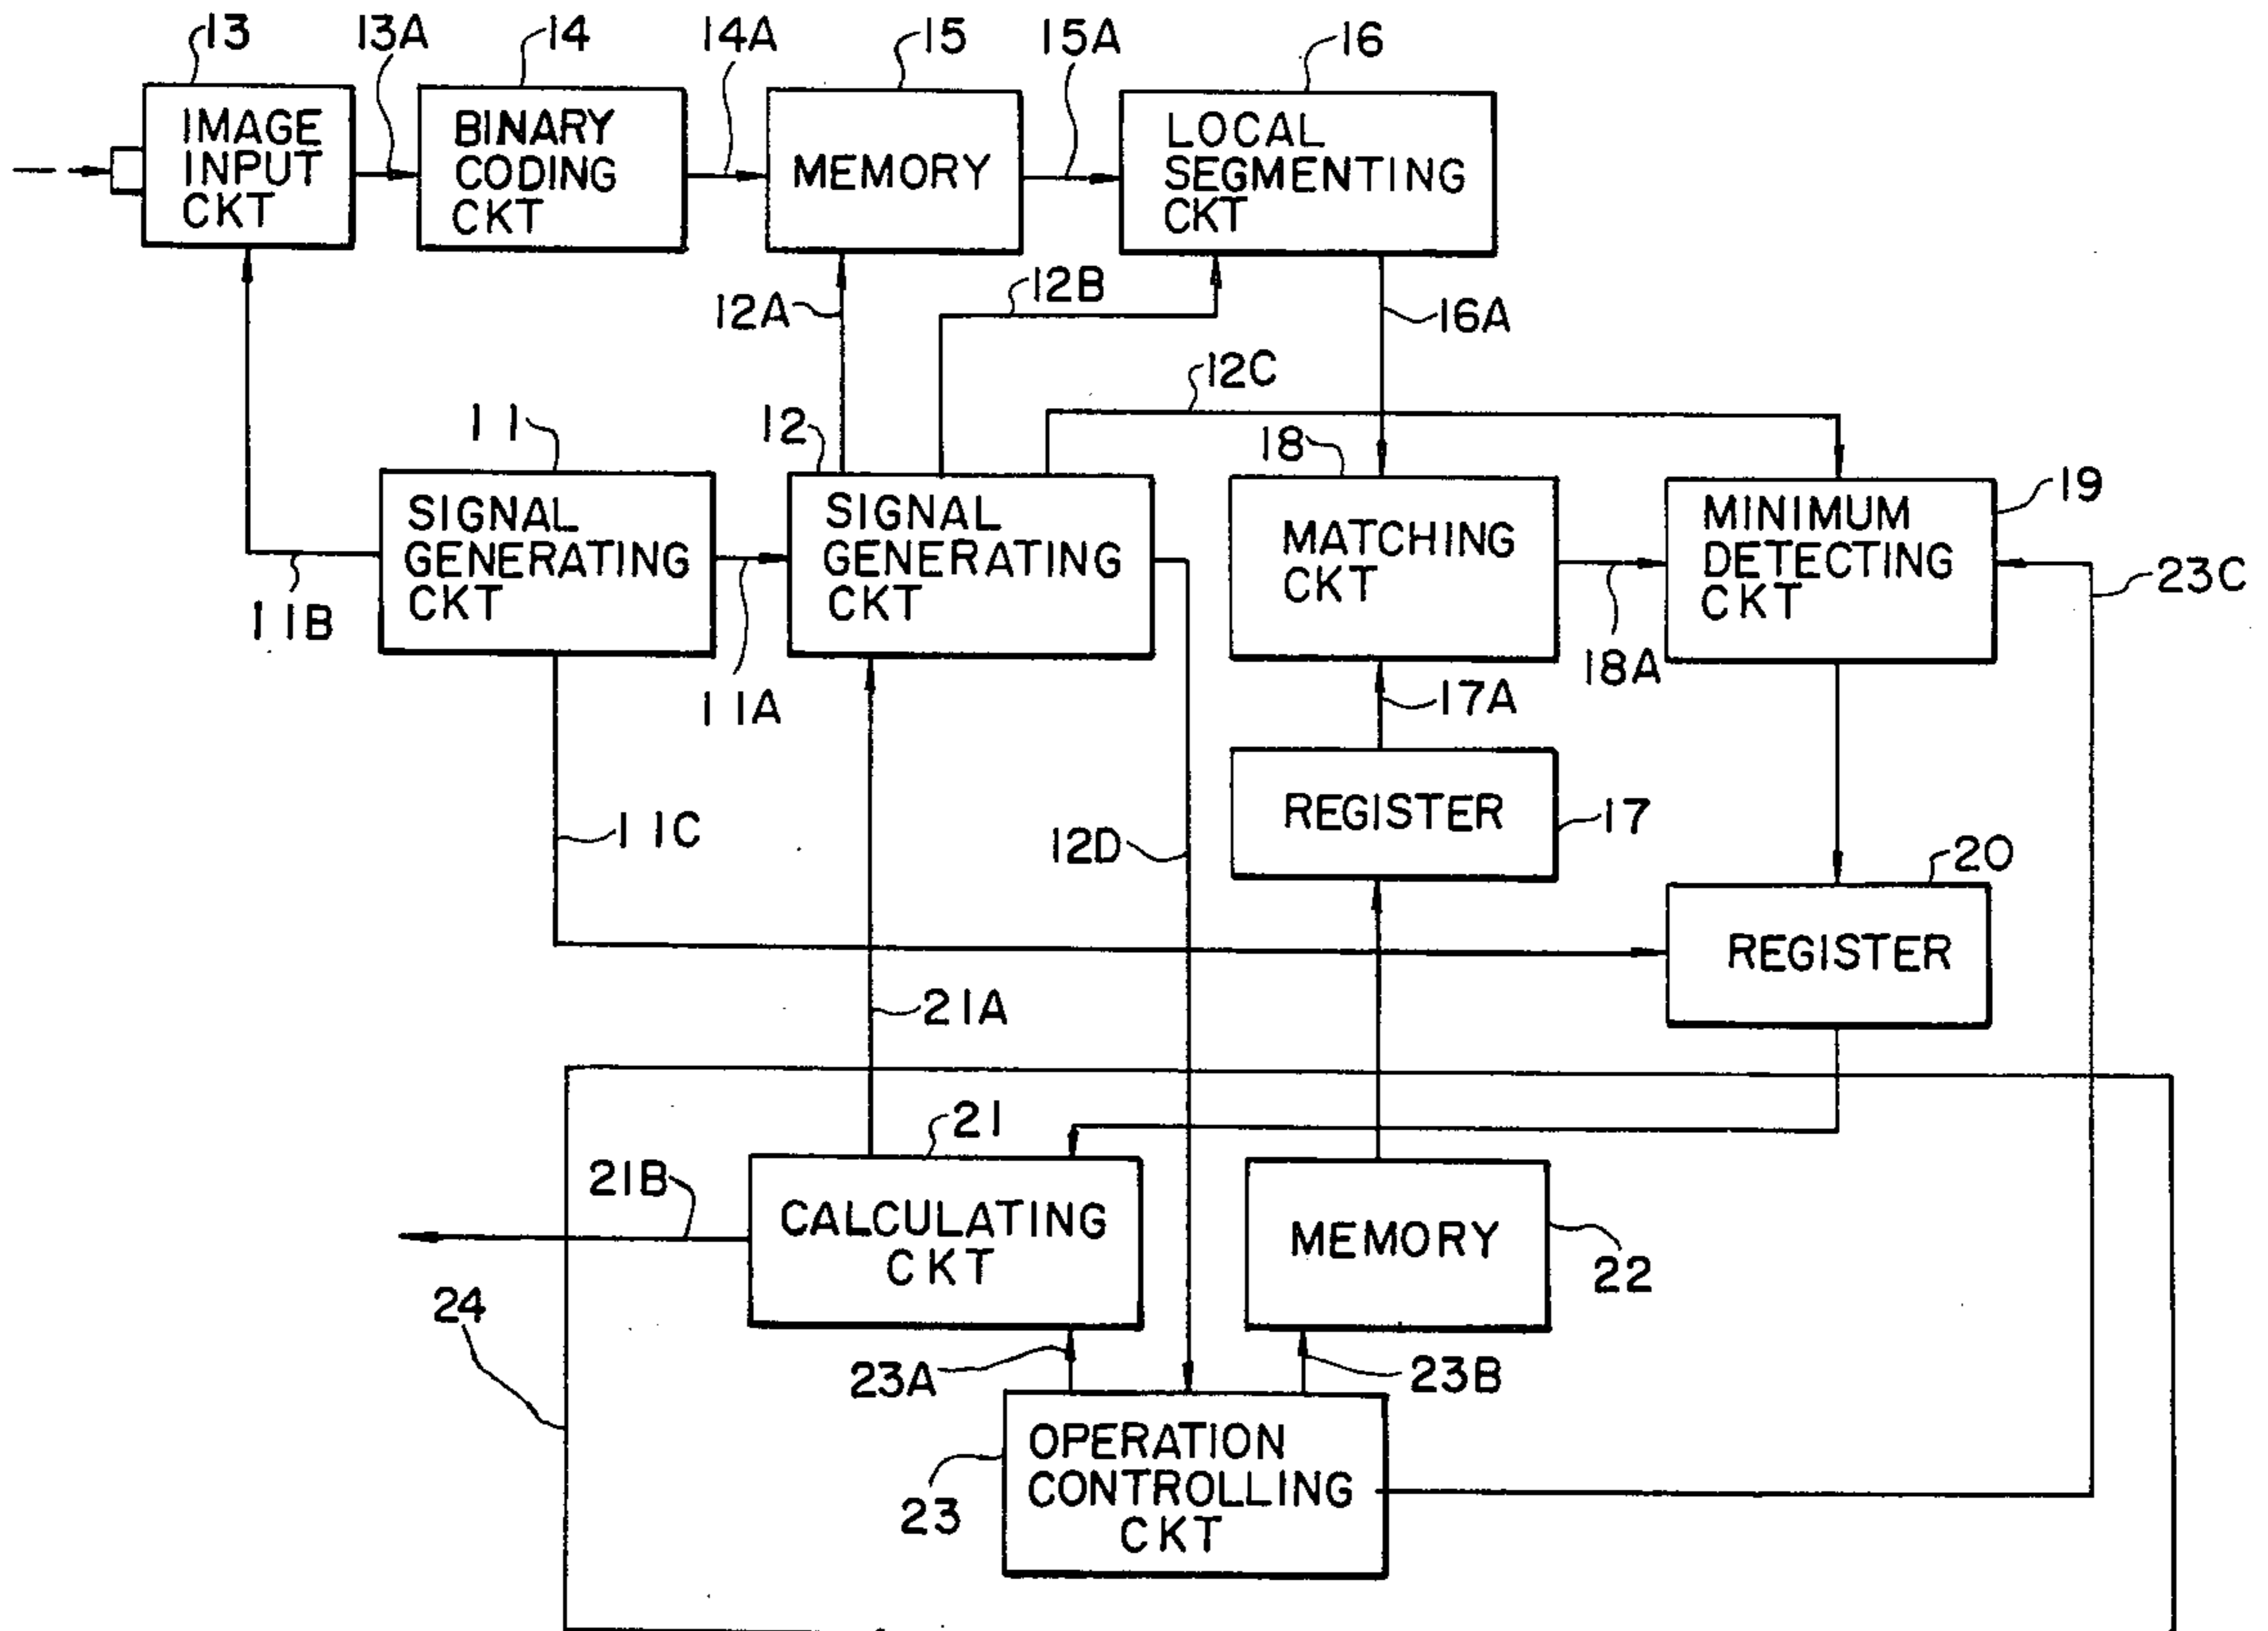 13
13A
14
14A
15
15A
16
IMAGE
INPUT
CKT
BINARY
CODING
CKT
MEMORY
LOCAL
SEGMENTING
CKT
12A
12B
16A
12C
11
12
18
19
SIGNAL
GENERATING
CKT
SIGNAL
GENERATING
CKT
MATCHING
CKT
MINIMUM
DETECTING
CKT
23C
11B
11A
18A
17A
REGISTER
17
11C
12D
20
REGISTER
21A
21
21B
CALCULATING
CKT
MEMORY
22
24
23A
23B
OPERATION
CONTROLLING
CKT
23